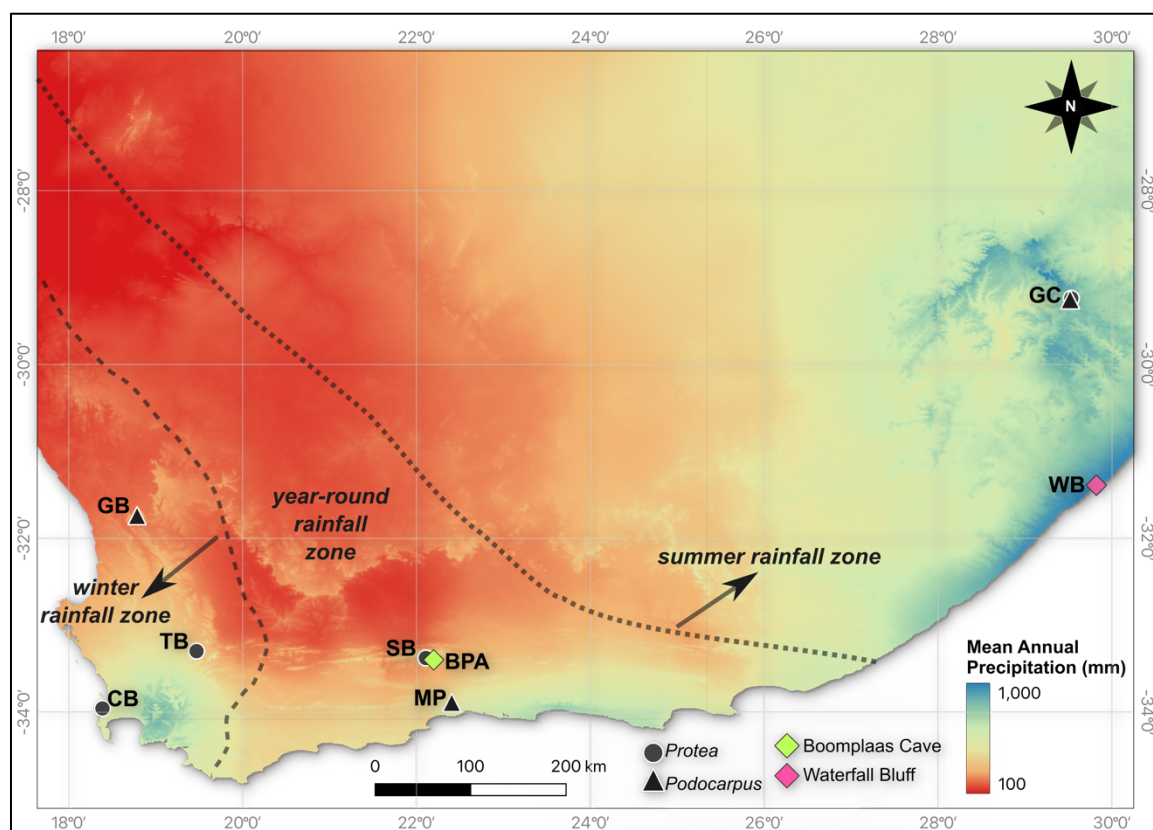 18°0' 20°0' 22°0' 24°0' 26°0' 28°0' 30°0'
N
-28°0' -28°0'
GC
-30°0' -30°0'
WB
GB
year-round
rainfall
zone
-32°0' -32°0'
summer rainfall zone
winter
rainfall zone
TB
SB
BPA
MP
CB
-34°0' -34°0'
Mean Annual
Precipitation (mm)
1,000
100
0 100 200 km
Protea
Podocarpus
Boomplaas Cave
Waterfall Bluff
18°0' 20°0' 22°0' 24°0' 26°0' 28°0' 30°0'